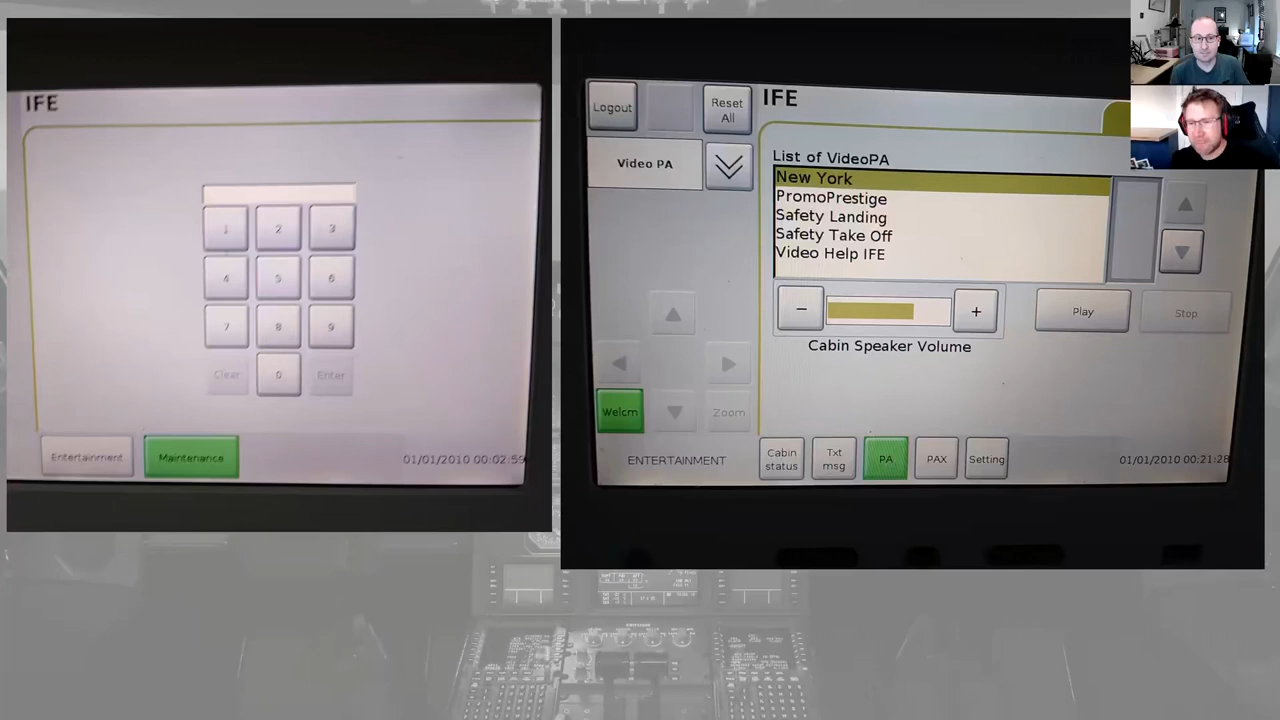 IFE
1 2 3
4 5 6
7 8 9
Clear 0 Enter
Entertainment Maintenance 01/01/2010 00:02:59
Logout Reset All
IFE
Video PA
List of VideoPA
New York
PromoPrestige
Safety Landing
Safety Take Off
Video Help IFE
− + Play Stop
Cabin Speaker Volume
Welcm Zoom
ENTERTAINMENT
Cabin status
Txt msg
PA
PAX
Setting
01/01/2010 00:21:28